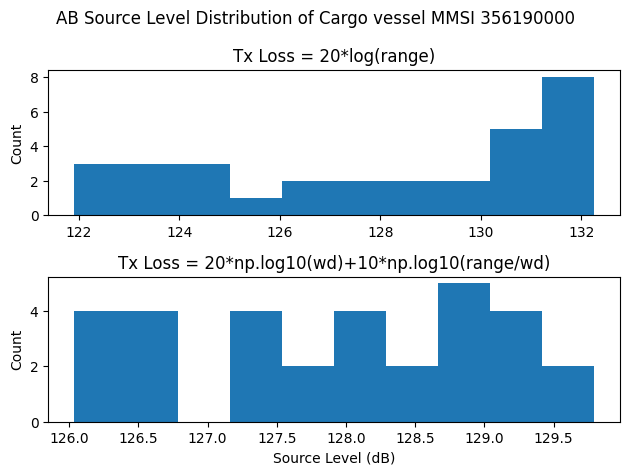 AB Source Level Distribution of Cargo vessel MMSI 356190000
Tx Loss = 20*log(range)
8
6
4
2
0
Count
122 124 126 128 130 132
Tx Loss = 20*np.log10(wd)+10*np.log10(range/wd)
4
2
0
Count
126.0 126.5 127.0 127.5 128.0 128.5 129.0 129.5
Source Level (dB)